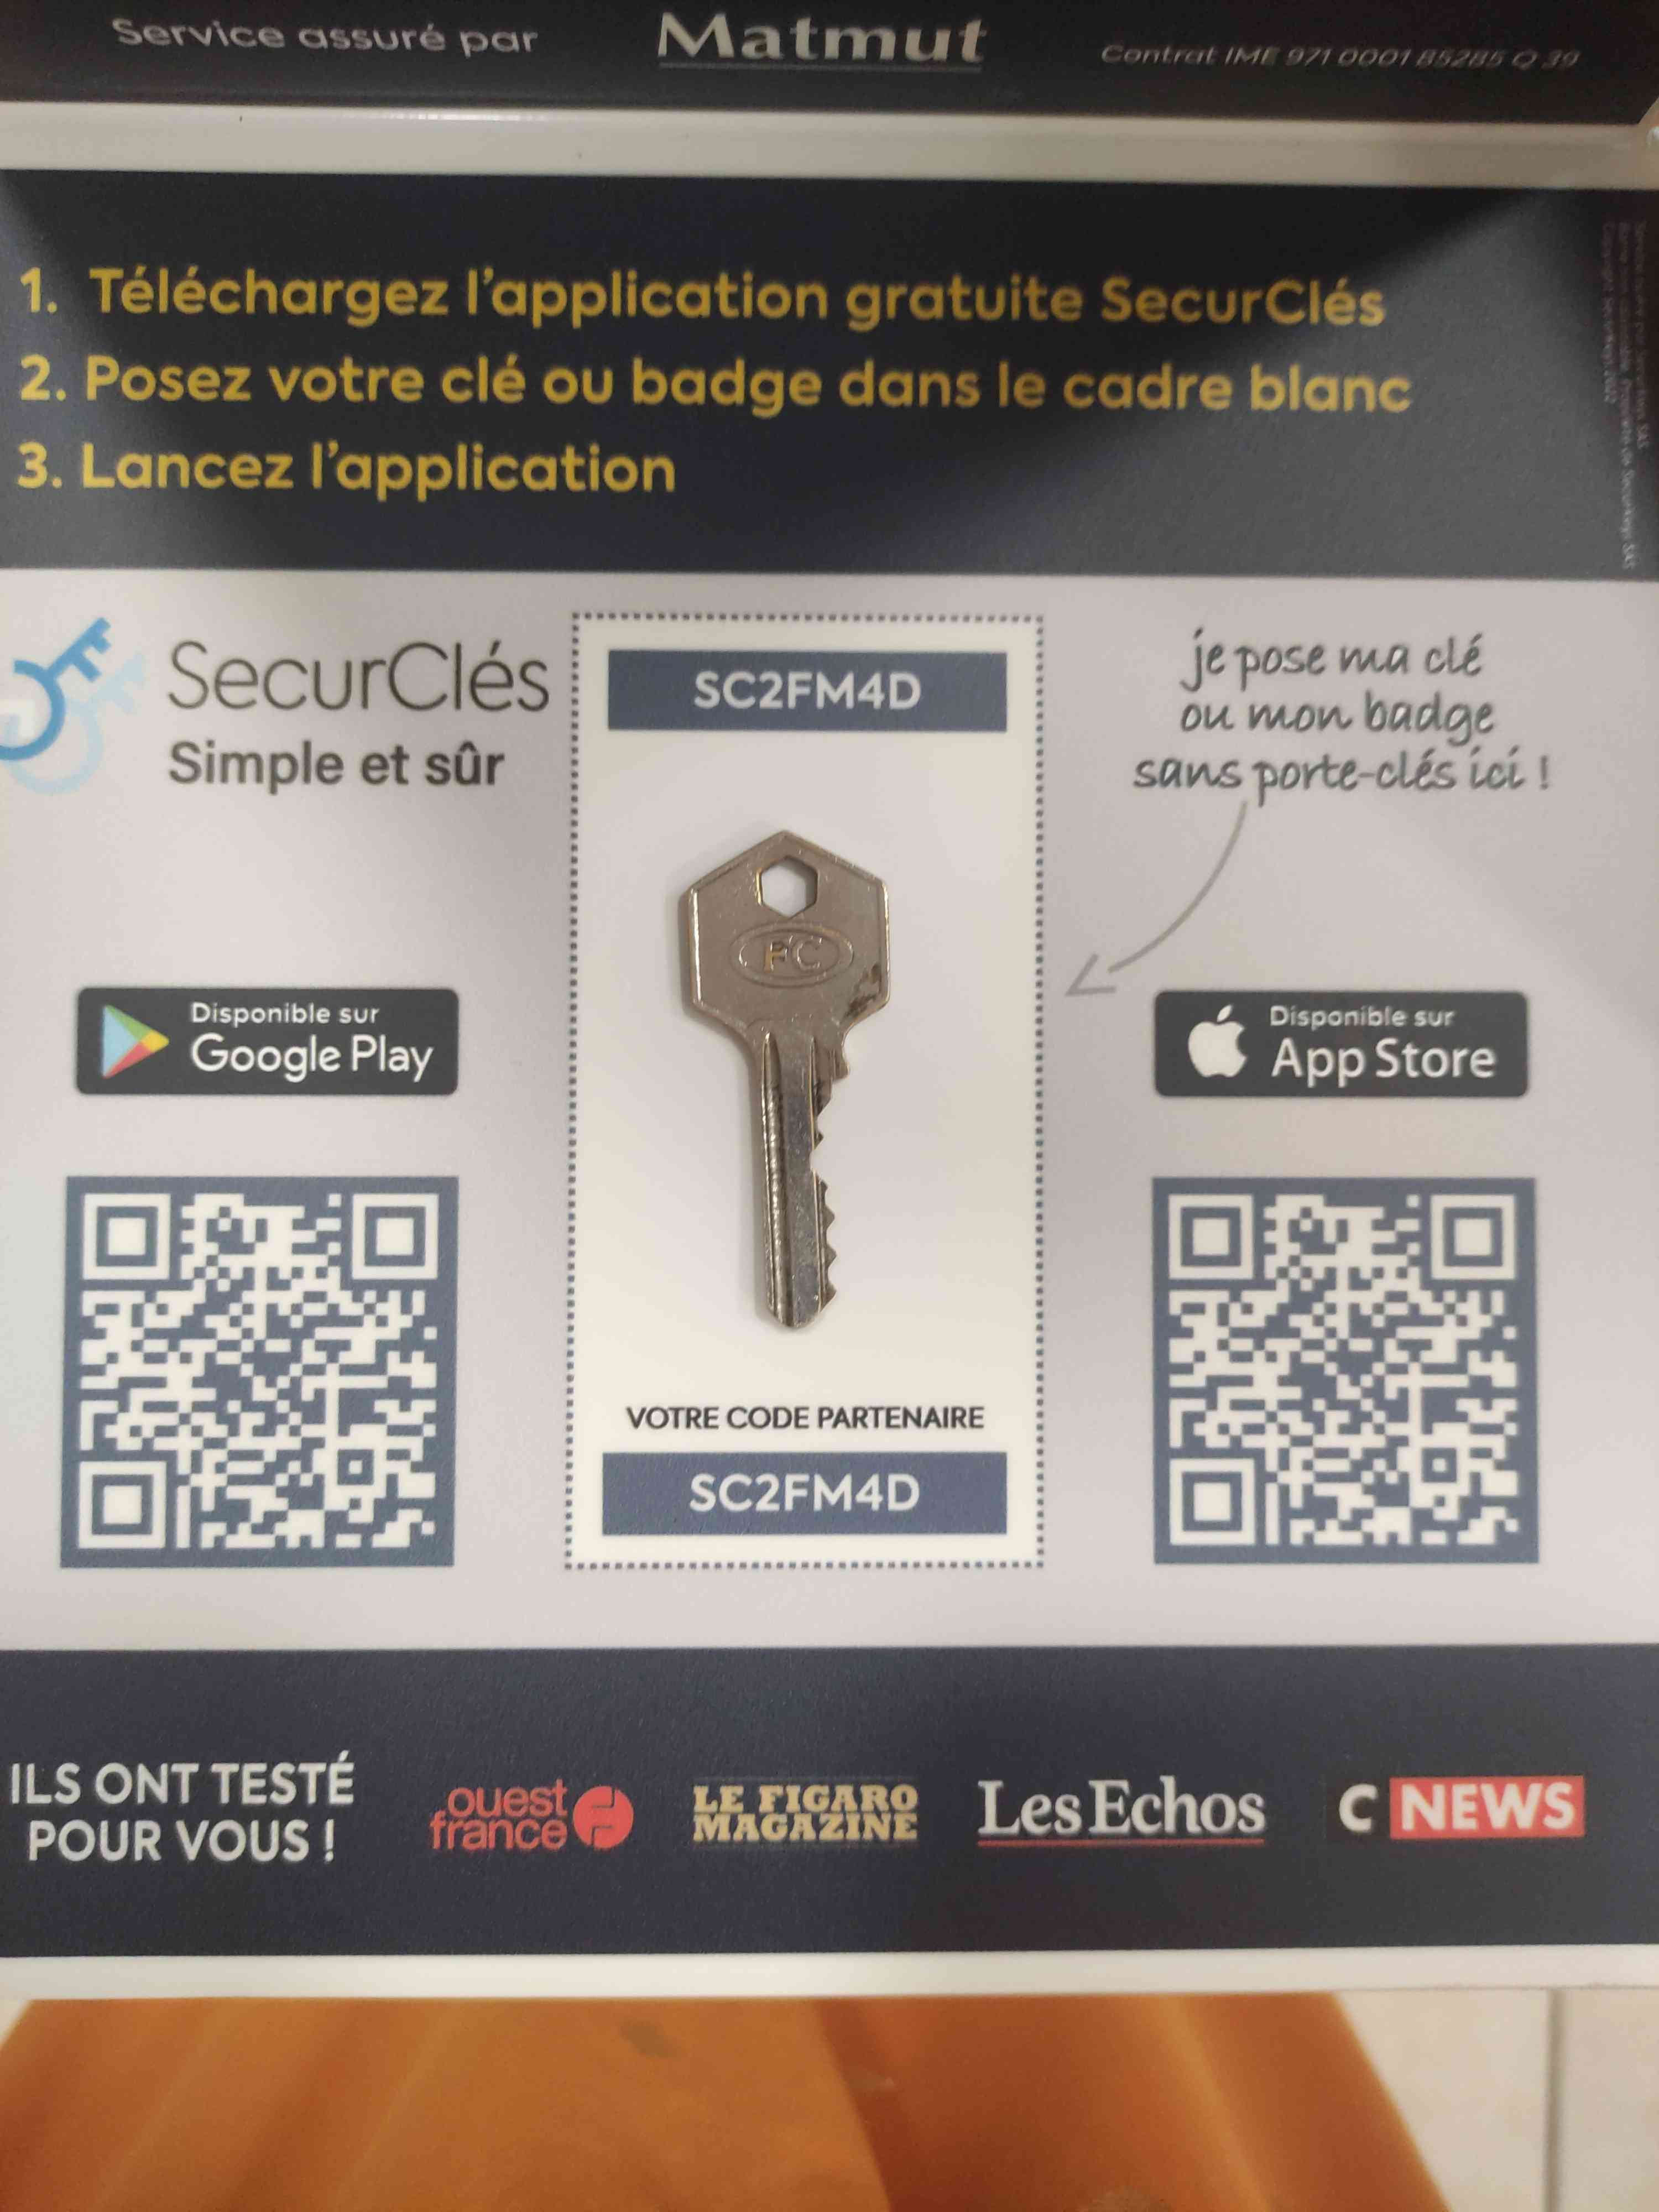 Service assuré par
Matmut
Contrat IME 971 0001 85285 Q 39
1. Téléchargez l'application gratuite SecurClés
2. Posez votre clé ou badge dans le cadre blanc
3. Lancez l'application
SecurClés
Simple et sûr
SC2FM4D
je pose ma clé
ou mon badge
sans porte-clés ici !
FC
Disponible sur
Google Play
Disponible sur
App Store
VOTRE CODE PARTENAIRE
SC2FM4D
ILS ONT TESTÉ
POUR VOUS !
ouest
france
LE FIGARO
MAGAZINE
Les Echos
C NEWS